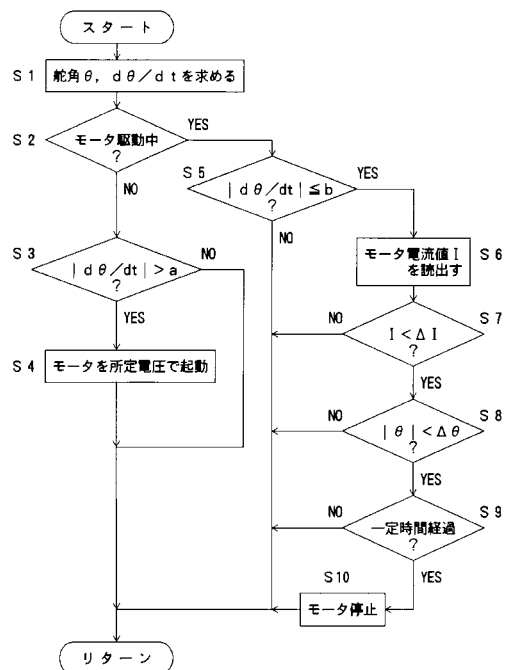 スタート
S1
舵角θ, dθ/dtを求める
S2
モータ駆動中
?
YES
NO
S3
|dθ/dt|>a
?
NO
YES
S4
モータを所定電圧で起動
S5
|dθ/dt|≦b
?
YES
NO
S6
モータ電流値I
を読出す
S7
I<ΔI
?
NO
YES
S8
|θ|<Δθ
?
NO
YES
S9
一定時間経過
?
NO
YES
S10
モータ停止
リターン